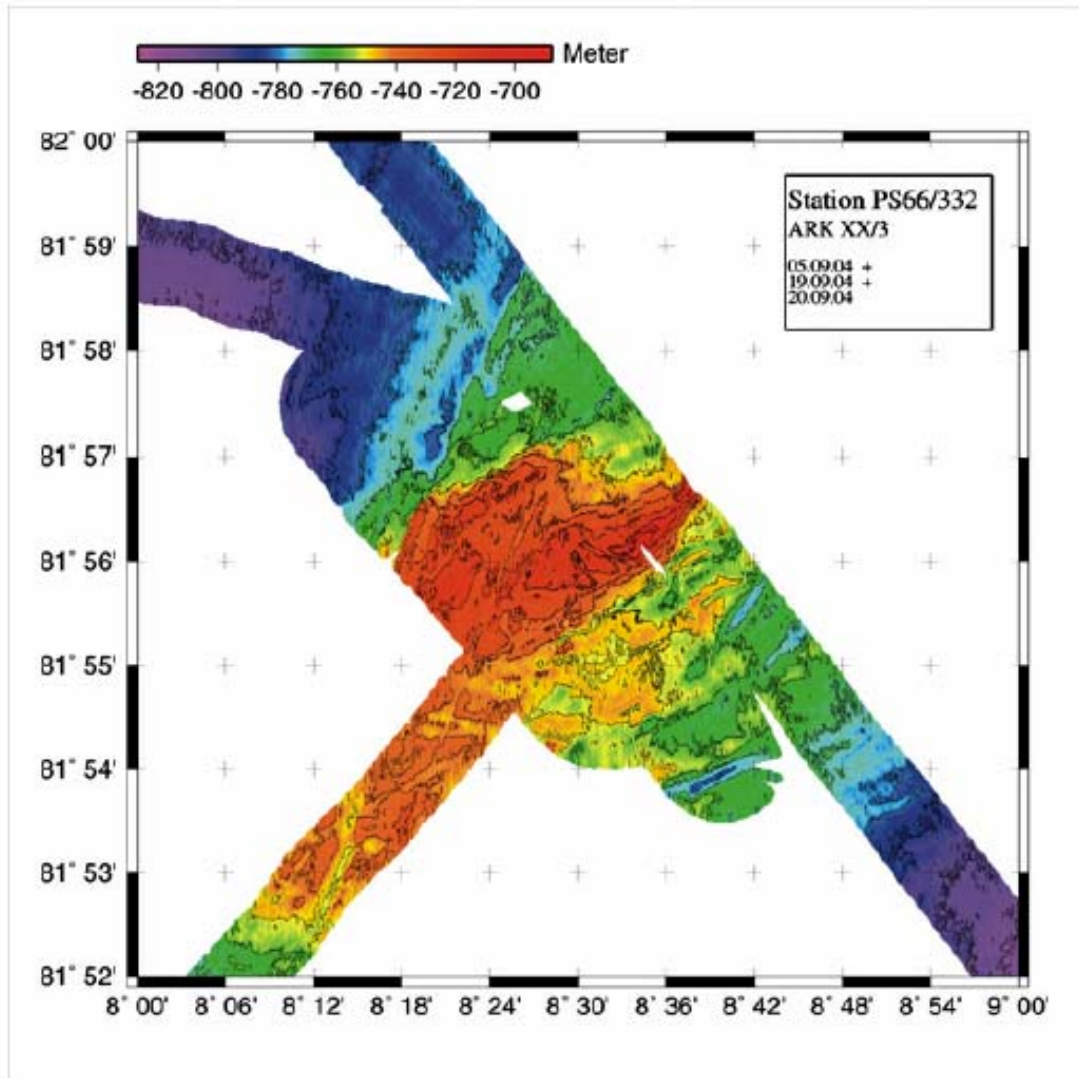 Meter
-820 -800 -780 -760 -740 -720 -700
82° 00'
Station PS66/332
ARK XX/3
81° 59'
05.09.04 +
19.09.04 +
20.09.04
81° 58'
81° 57'
81° 56'
81° 55'
81° 54'
81° 53'
81° 52'
8° 00' 8° 06' 8° 12' 8° 18' 8° 24' 8° 30' 8° 36' 8° 42' 8° 48' 8° 54' 9° 00'